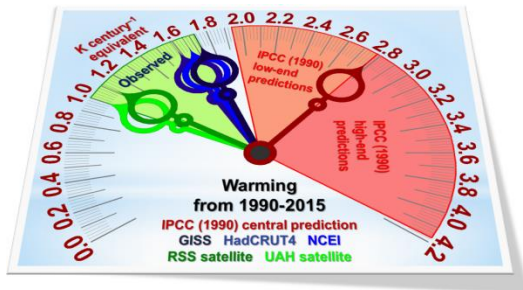 K century⁻¹
equivalent
0.0 0.2 0.4 0.6 0.8 1.0 1.2 1.4 1.6 1.8 2.0 2.2 2.4 2.6 2.8 3.0 3.2 3.4 3.6 3.8 4.0 4.2
Observed
IPCC (1990)
low-end
predictions
IPCC (1990)
high-end
predictions
Warming
from 1990-2015
IPCC (1990) central prediction
GISS HadCRUT4 NCEI
RSS satellite UAH satellite